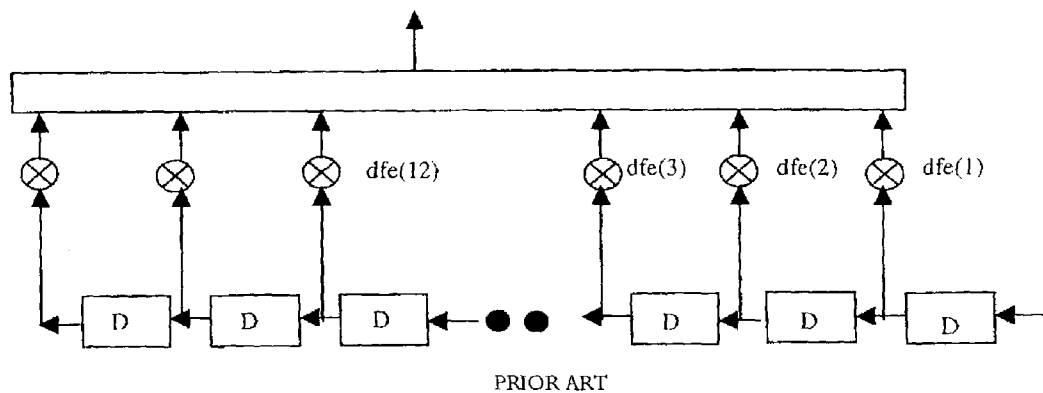 dfe(12) dfe(3) dfe(2) dfe(1)
D D D D D D
PRIOR ART